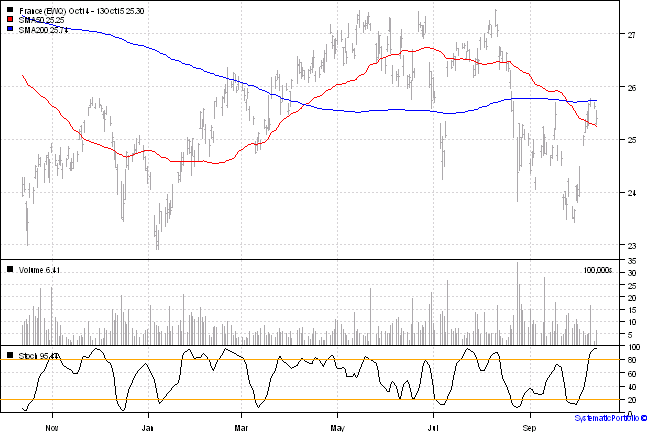 France (EWQ) Oct14 - 13Oct15 25.30
SMA50 25.25
SMA200 25.74
27
26
25
24
23
Volume 6.41
100,000s
35
30
25
20
15
10
5
Stoch 95.44
100
80
60
40
20
0
Nov Jan Mar May Jul Sep
SystematicPortfolio ©